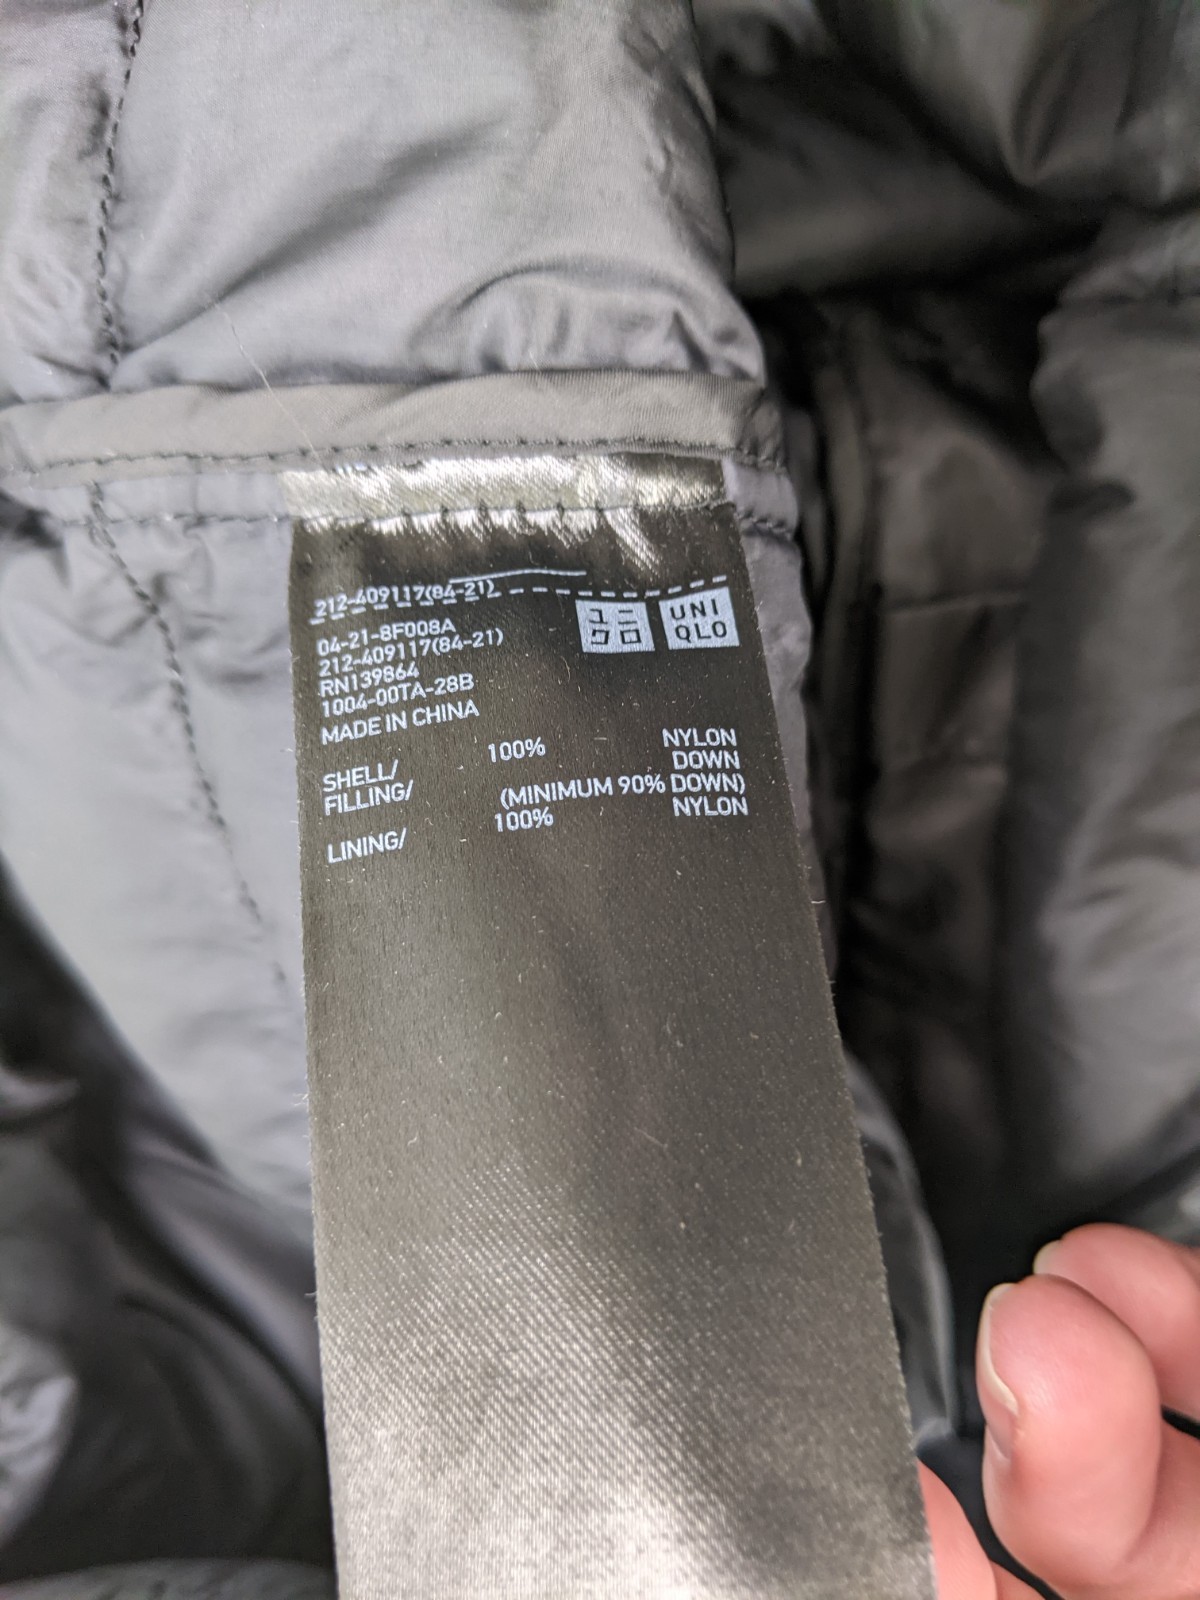 212-409117(84-21)
ユニ
クロ
UNI
QLO
04-21-8F008A
212-409117(84-21)
RN139864
1004-00TA-28B
MADE IN CHINA
SHELL/ 100% NYLON
FILLING/ DOWN
(MINIMUM 90% DOWN)
LINING/ 100% NYLON